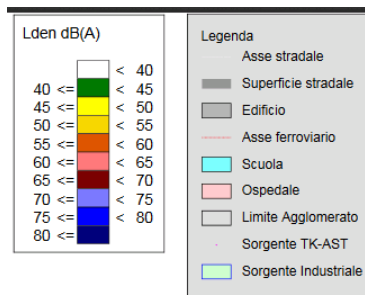 Lden dB(A)
< 40
40 <= < 45
45 <= < 50
50 <= < 55
55 <= < 60
60 <= < 65
65 <= < 70
70 <= < 75
75 <= < 80
80 <=
Legenda
Asse stradale
Superficie stradale
Edificio
Asse ferroviario
Scuola
Ospedale
Limite Agglomerato
Sorgente TK-AST
Sorgente Industriale